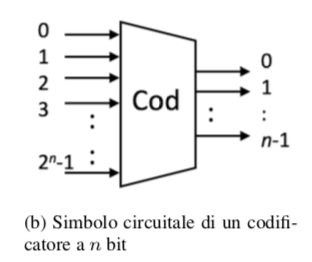 0
1
2
3
⋮
⋮
2ⁿ-1
Cod
0
1
⋮
:
n-1
(b) Simbolo circuitale di un codifi-
catore a n bit